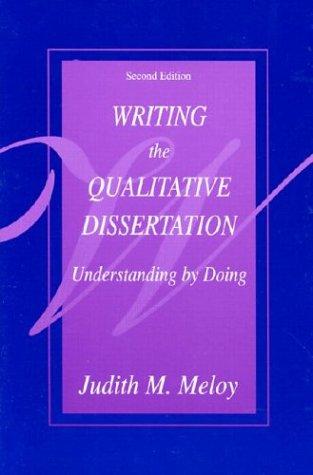 Second Edition
WRITING
the
QUALITATIVE
DISSERTATION
Understanding by Doing
Judith M. Meloy